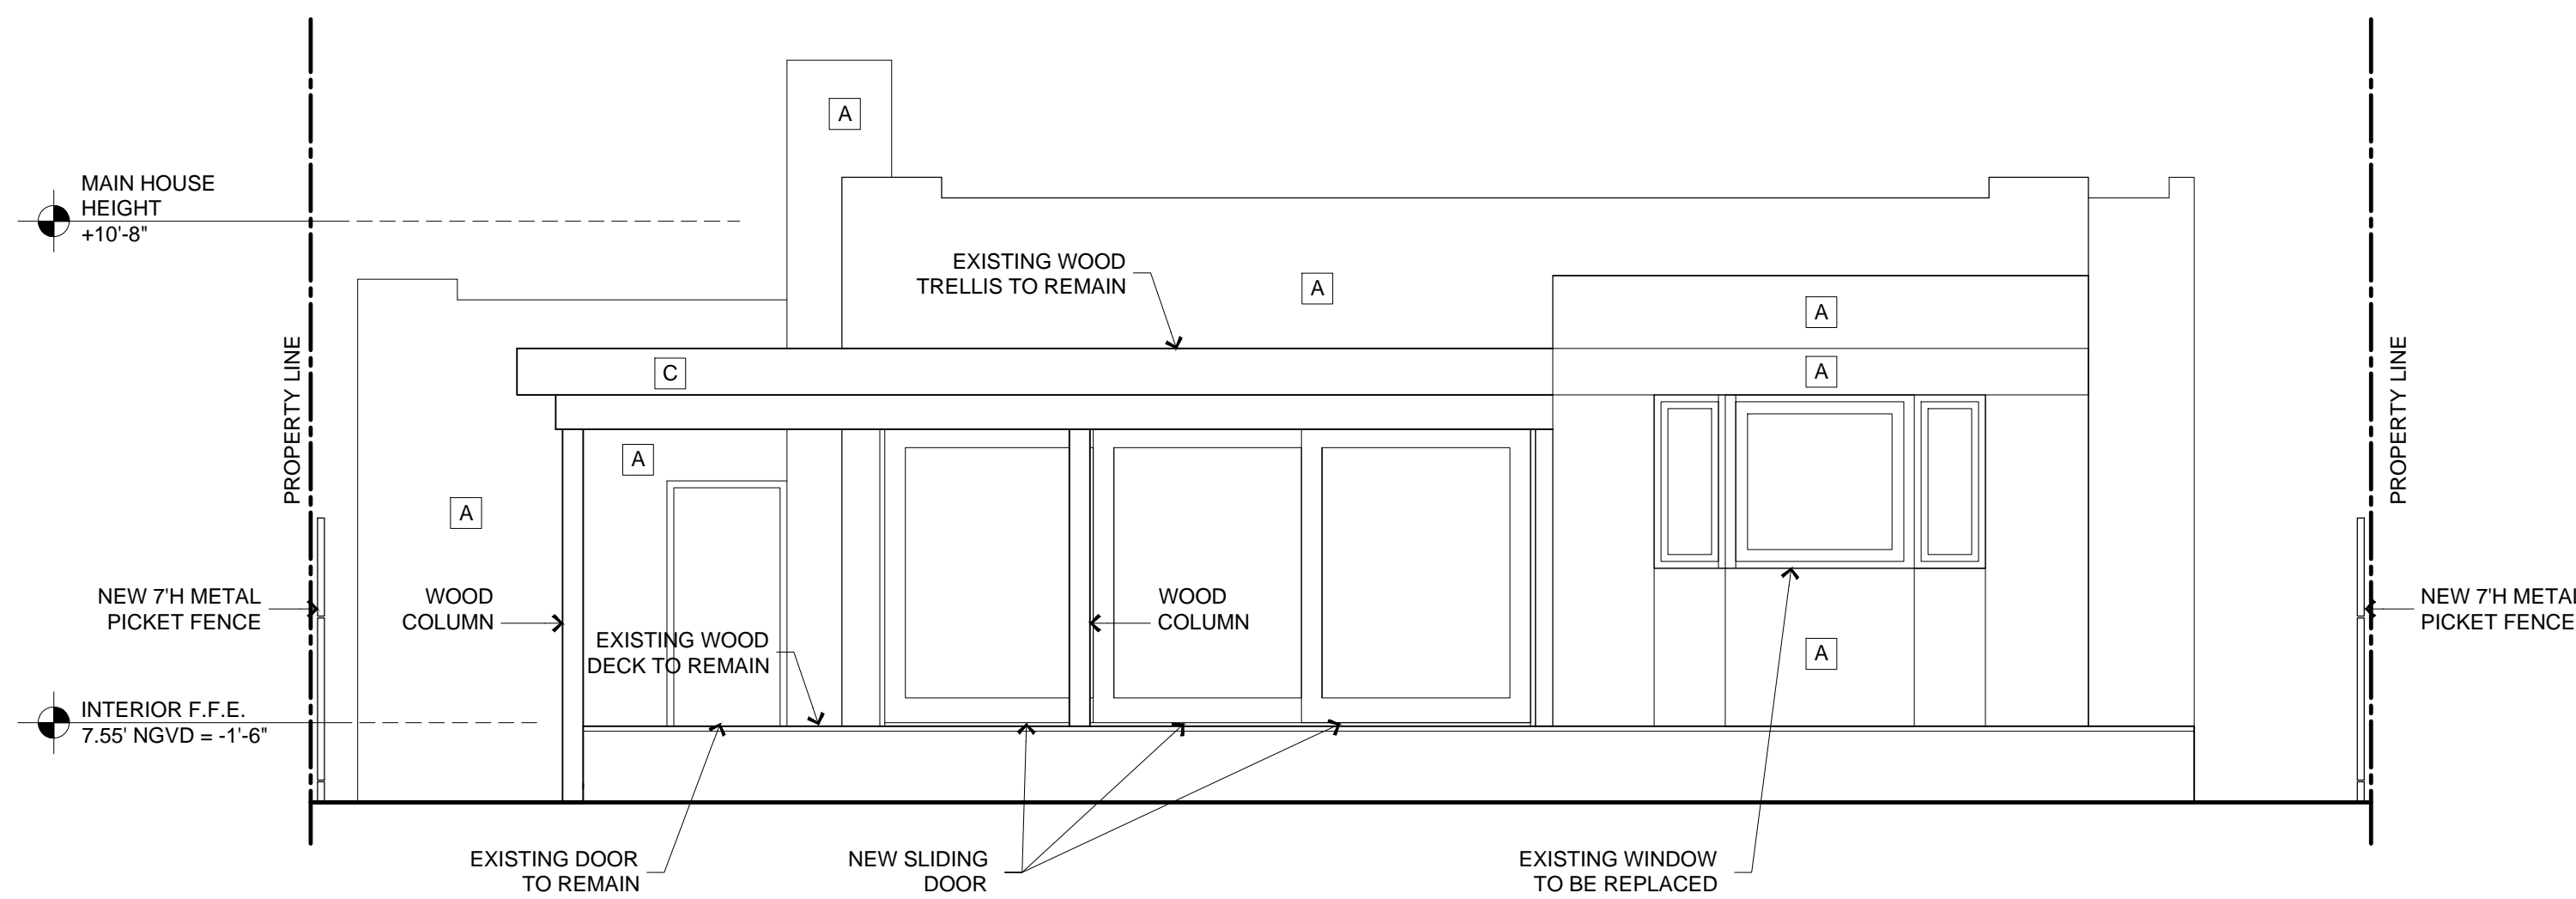 A
MAIN HOUSE
HEIGHT
+10'-8"
EXISTING WOOD
TRELLIS TO REMAIN
A
A
C
A
PROPERTY LINE
PROPERTY LINE
A
A
NEW 7'H METAL
PICKET FENCE
WOOD
COLUMN
EXISTING WOOD
DECK TO REMAIN
WOOD
COLUMN
A
NEW 7'H METAL
PICKET FENCE
INTERIOR F.F.E.
7.55' NGVD = -1'-6"
EXISTING DOOR
TO REMAIN
NEW SLIDING
DOOR
EXISTING WINDOW
TO BE REPLACED